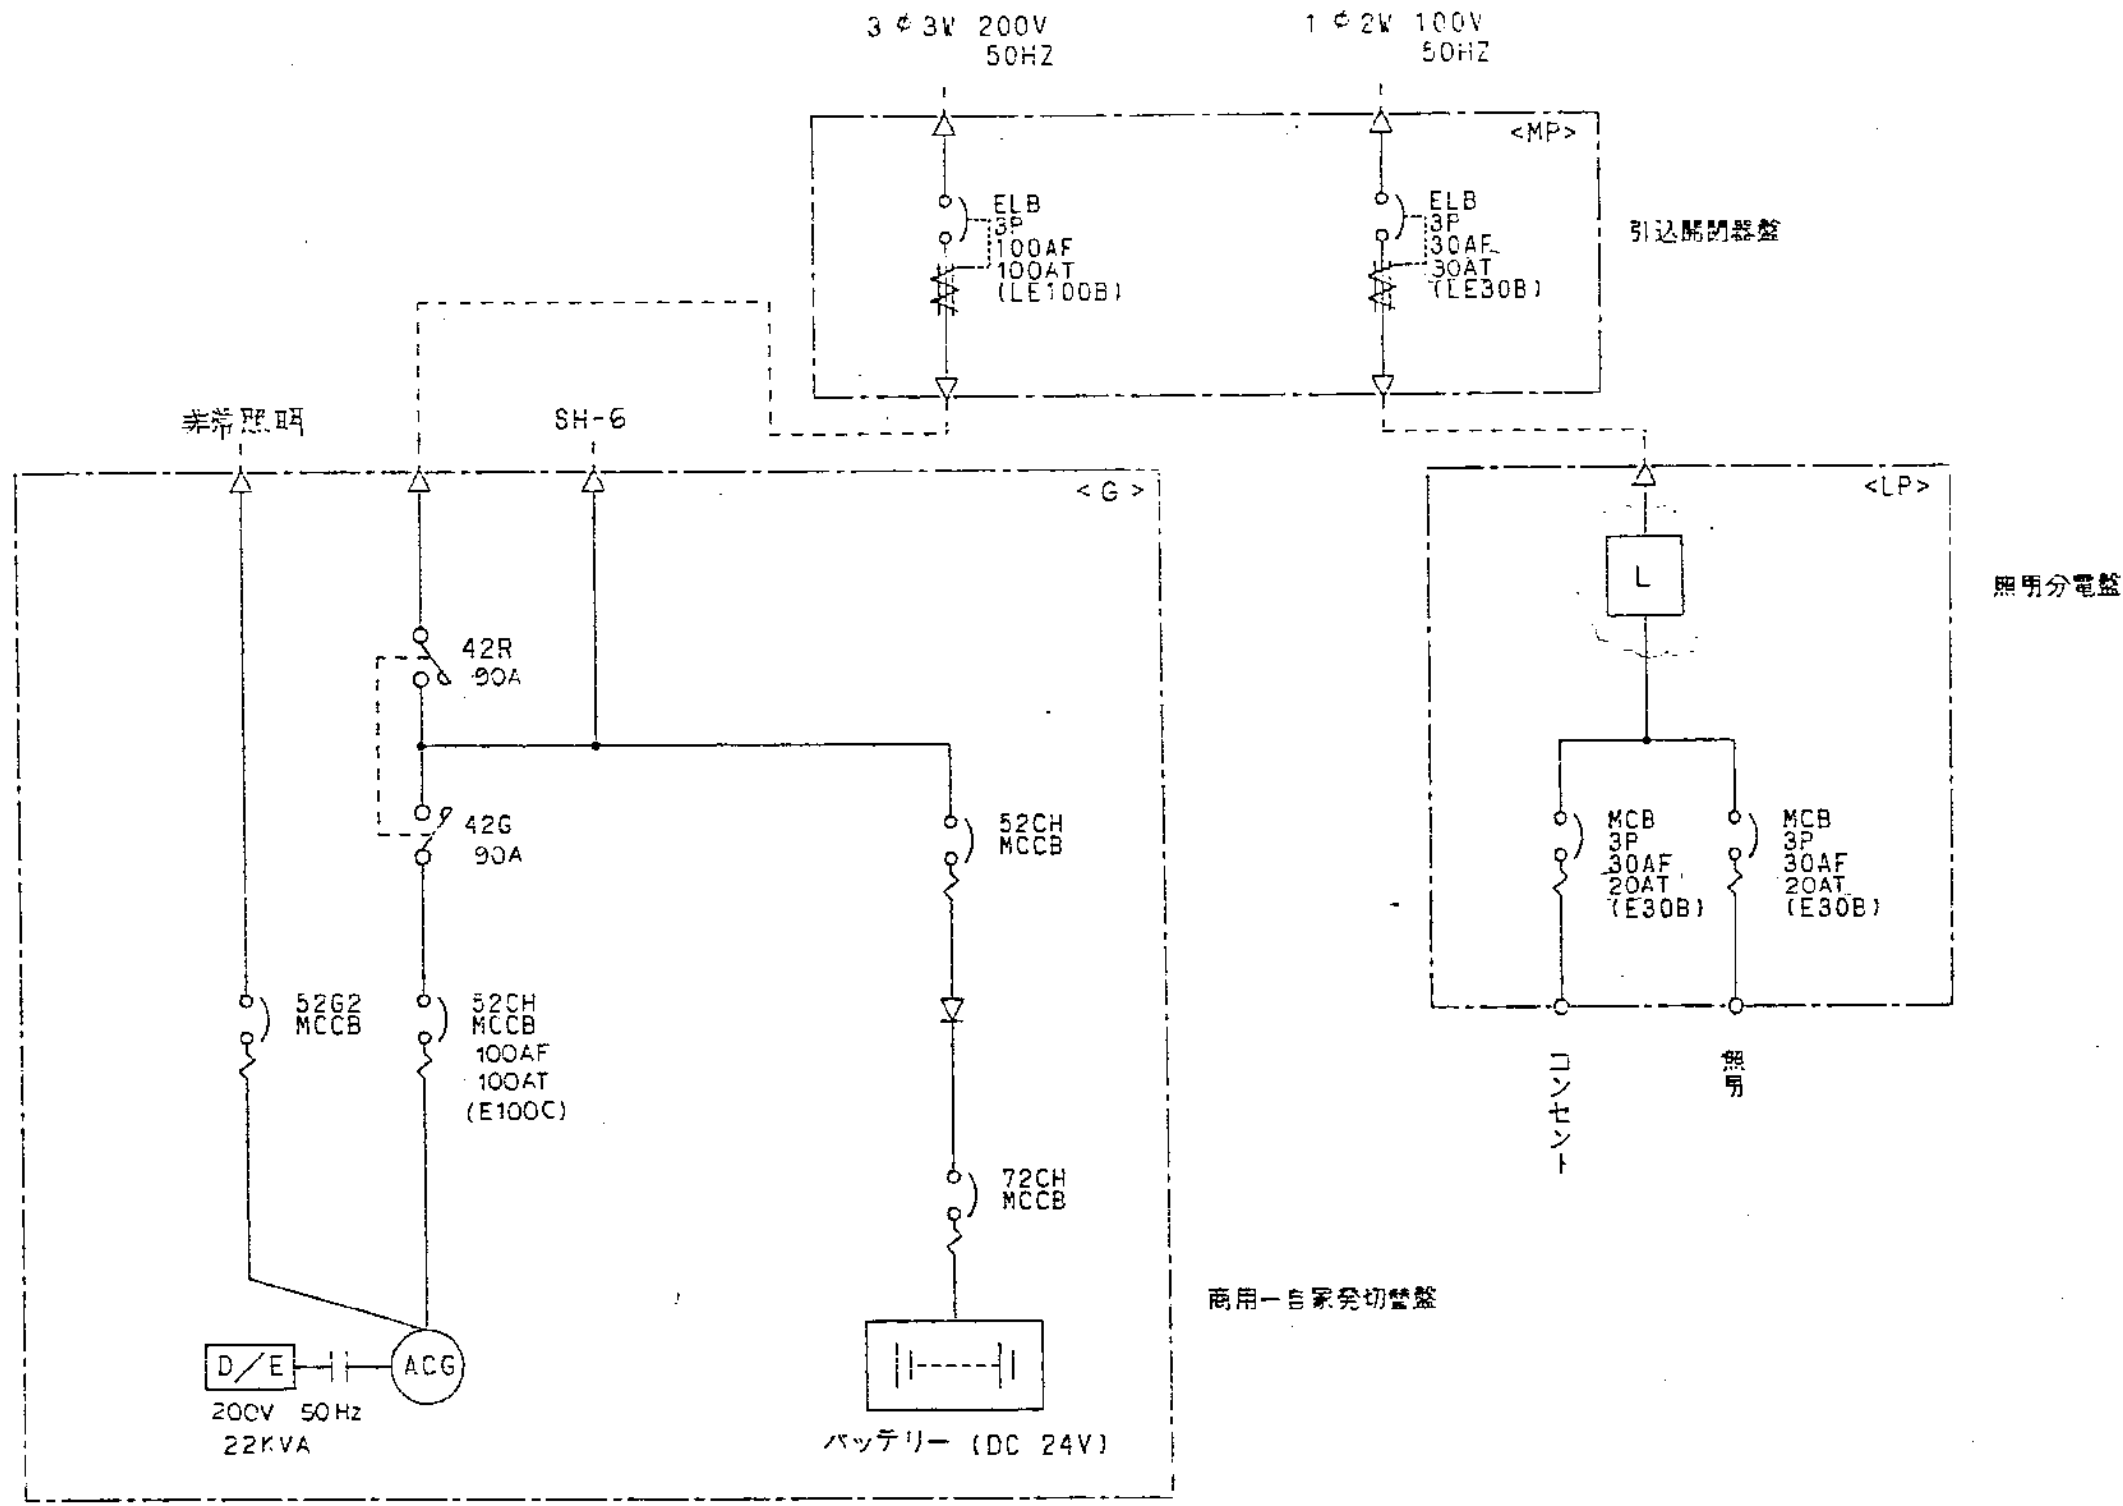 3φ3W 200V
50HZ
1φ2W 100V
50HZ
<MP>
ELB
3P
100AF
100AT
(LE100B)
ELB
3P
30AF
30AT
(LE30B)
引込開閉器盤
非常照明
SH-6
<G>
<LP>
L
照明分電盤
42R
90A
42G
90A
52CH
MCCB
MCB
3P
30AF
20AT
(E30B)
MCB
3P
30AF
20AT
(E30B)
52G2
MCCB
52CH
MCCB
100AF
100AT
(E100C)
コンセント
照明
72CH
MCCB
商用ー自家発切替盤
D/E
ACG
200V 50Hz
22KVA
バッテリー (DC 24V)